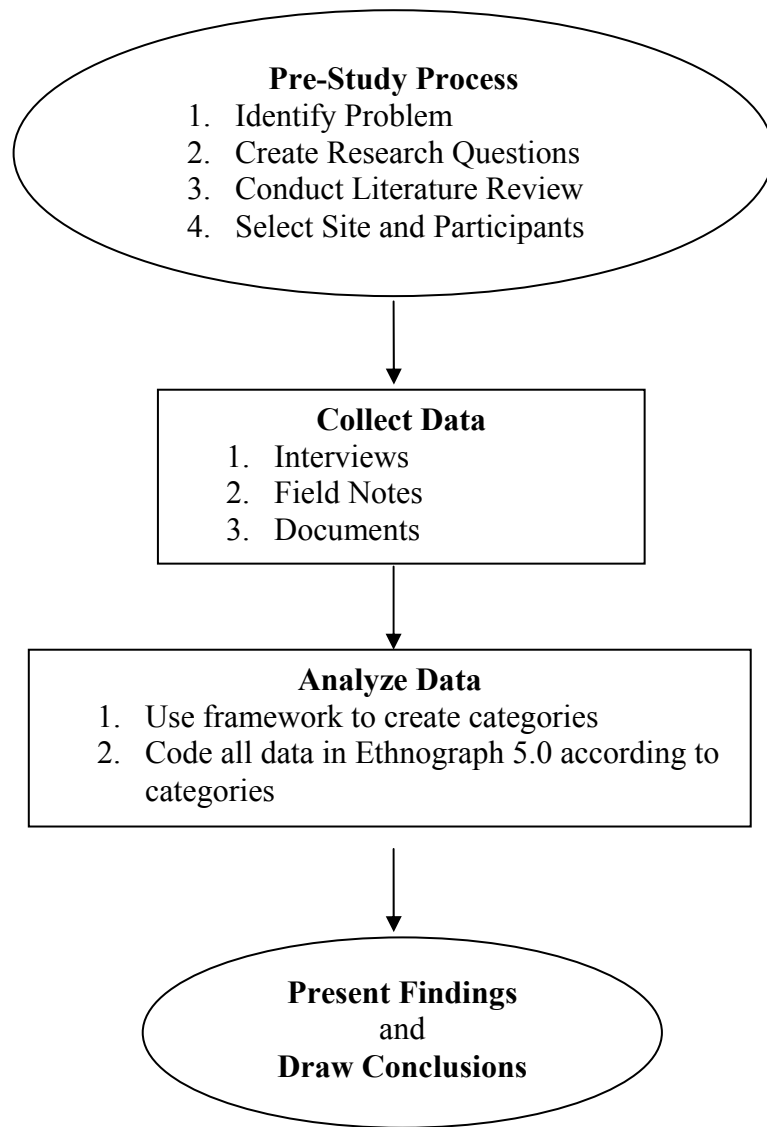 Pre-Study Process
1. Identify Problem
2. Create Research Questions
3. Conduct Literature Review
4. Select Site and Participants
Collect Data
1. Interviews
2. Field Notes
3. Documents
Analyze Data
1. Use framework to create categories
2. Code all data in Ethnograph 5.0 according to
categories
Present Findings
and
Draw Conclusions